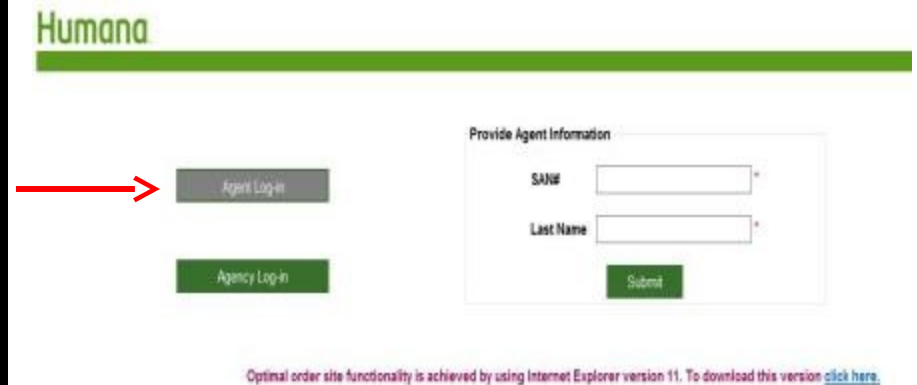 Humana
Provide Agent Information
Agent Log-in
SAN#
*
Last Name
*
Agency Log-in
Submit
Optimal order site functionality is achieved by using Internet Explorer version 11. To download this version click here.